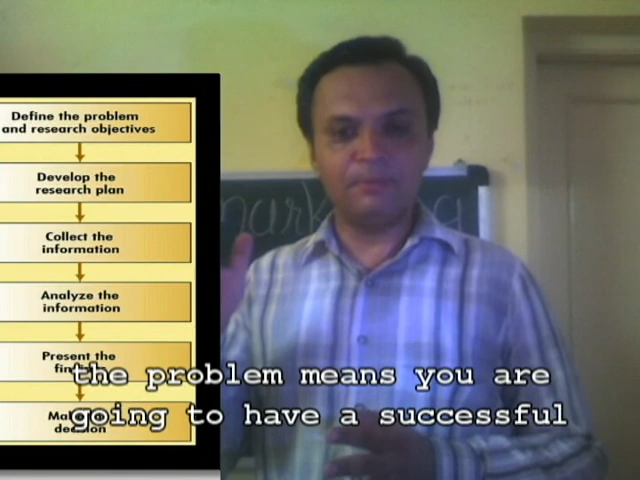 Define the problem
and research objectives
Develop the
research plan
Collect the
information
Analyze the
information
Present the
the problem means you are
going to have a successful
decision